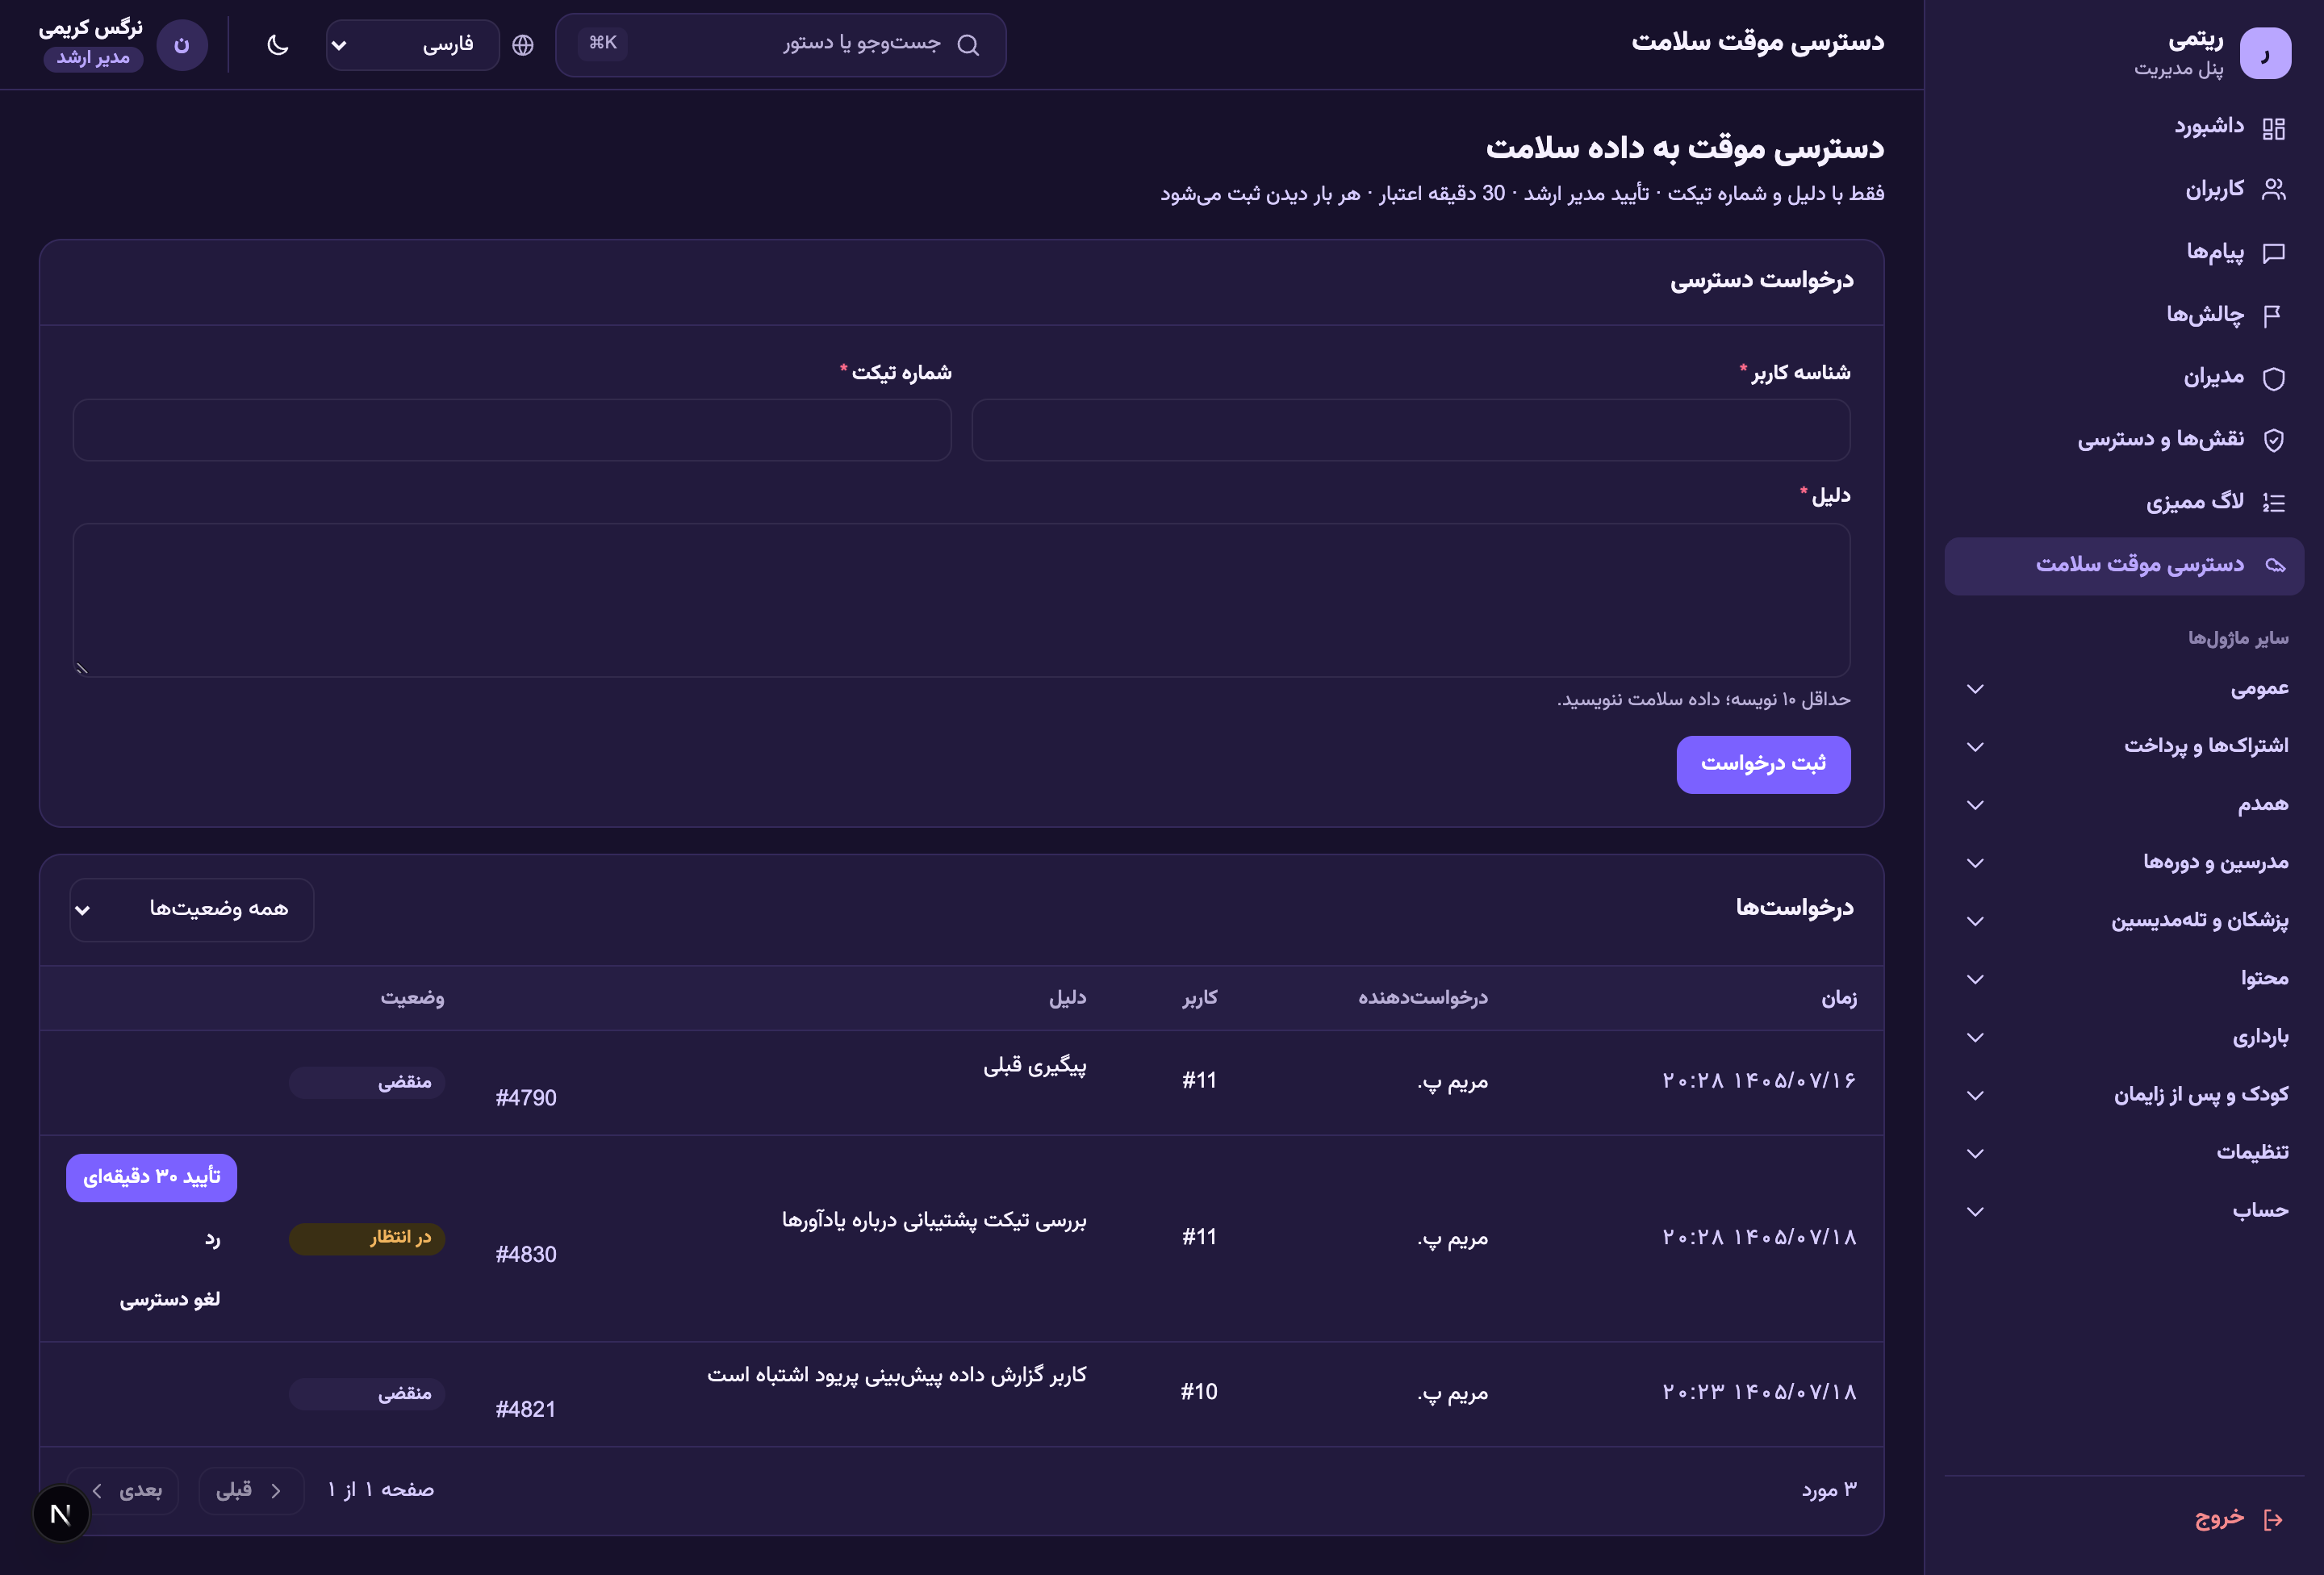 ریتمی
پنل مدیریت
داشبورد
کاربران
پیام‌ها
چالش‌ها
مدیران
نقش‌ها و دسترسی
لاگ ممیزی
دسترسی موقت سلامت
سایر ماژول‌ها
عمومی
اشتراک‌ها و پرداخت
همدم
مدرسین و دوره‌ها
پزشکان و تله‌مدیسین
محتوا
بارداری
کودک و پس از زایمان
تنظیمات
حساب
خروج
دسترسی موقت سلامت
جست‌وجو یا دستور
⌘K
فارسی
ن
نرگس کریمی
مدیر ارشد
دسترسی موقت به داده سلامت
فقط با دلیل و شماره تیکت · تأیید مدیر ارشد · 30 دقیقه اعتبار · هر بار دیدن ثبت می‌شود
درخواست دسترسی
شناسه کاربر *
شماره تیکت *
دلیل *
حداقل ۱۰ نویسه؛ داده سلامت ننویسید.
ثبت درخواست
درخواست‌ها
همه وضعیت‌ها
زمان درخواست‌دهنده کاربر دلیل وضعیت
۱۴۰۵/۰۷/۱۶ ۲۰:۲۸ مریم پ. #11 پیگیری قبلی #4790 منقضی
۱۴۰۵/۰۷/۱۸ ۲۰:۲۸ مریم پ. #11 بررسی تیکت پشتیبانی درباره یادآورها #4830 در انتظار
تأیید ۳۰ دقیقه‌ای
رد
لغو دسترسی
۱۴۰۵/۰۷/۱۸ ۲۰:۲۳ مریم پ. #10 کاربر گزارش داده پیش‌بینی پریود اشتباه است #4821 منقضی
۳ مورد
صفحه ۱ از ۱
قبلی
بعدی
N